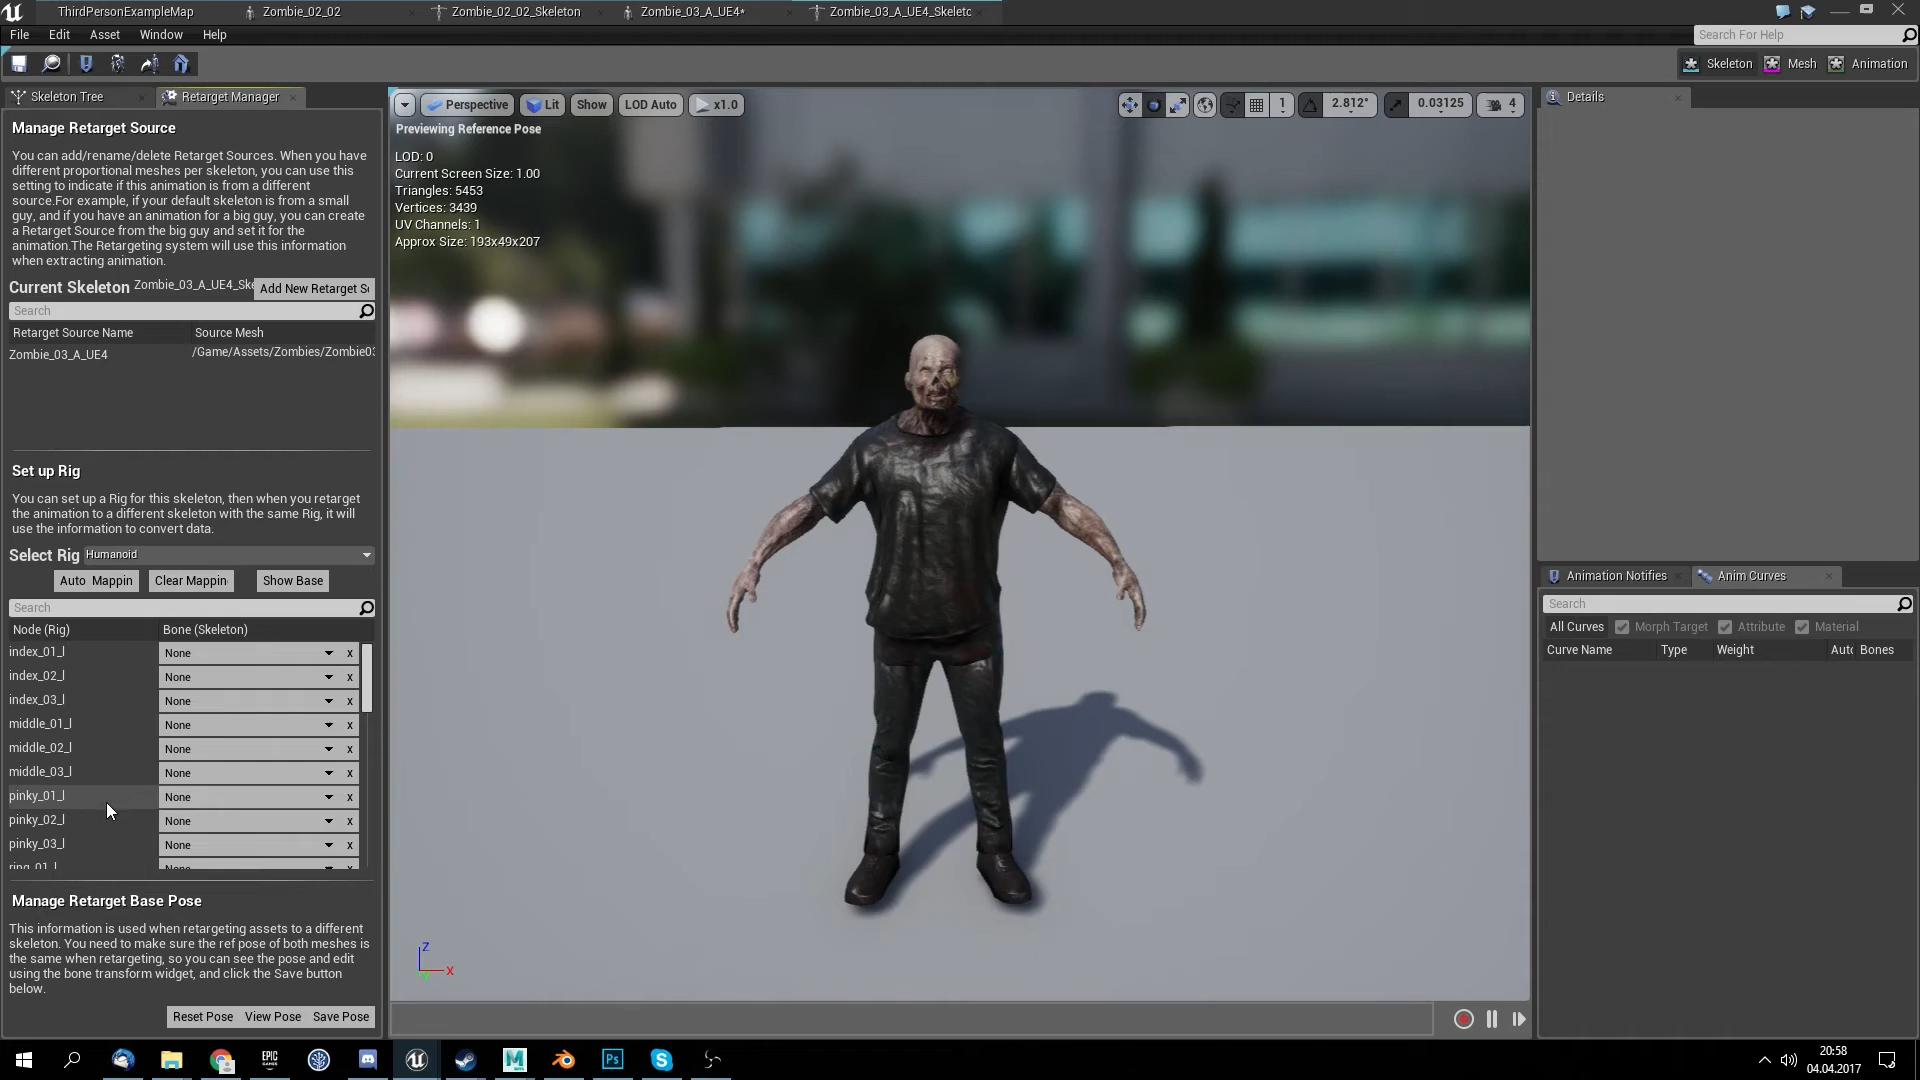 ThirdPersonExampleMap
Zombie_02_02
Zombie_02_02_Skeleton
Zombie_03_A_UE4*
Zombie_03_A_UE4_Skeletc
File Edit Asset Window Help
Search For Help
Skeleton Mesh Animation
Skeleton Tree
Retarget Manager
Manage Retarget Source
You can add/rename/delete Retarget Sources. When you have
different proportional meshes per skeleton, you can use this
setting to indicate if this animation is from a different
source.For example, if your default skeleton is from a small
guy, and if you have an animation for a big guy, you can create
a Retarget Source from the big guy and set it for the
animation.The Retargeting system will use this information
when extracting animation.
Current Skeleton Zombie_03_A_UE4_Ske Add New Retarget S
Search
Retarget Source Name Source Mesh
Zombie_03_A_UE4 /Game/Assets/Zombies/Zombie03
Set up Rig
You can set up a Rig for this skeleton, then when you retarget
the animation to a different skeleton with the same Rig, it will
use the information to convert data.
Select Rig Humanoid
Auto Mappin Clear Mappin Show Base
Search
Node (Rig) Bone (Skeleton)
index_01_l None x
index_02_l None x
index_03_l None x
middle_01_l None x
middle_02_l None x
middle_03_l None x
pinky_01_l None x
pinky_02_l None x
pinky_03_l None x
ring_01_l None x
Manage Retarget Base Pose
This information is used when retargeting assets to a different
skeleton. You need to make sure the ref pose of both meshes is
the same when retargeting, so you can see the pose and edit
using the bone transform widget, and click the Save button
below.
Reset Pose View Pose Save Pose
Perspective Lit Show LOD Auto x1.0
1 2.812° 0.03125 4
Previewing Reference Pose
LOD: 0
Current Screen Size: 1.00
Triangles: 5453
Vertices: 3439
UV Channels: 1
Approx Size: 193x49x207
Z
X
Details
Animation Notifies
Anim Curves
Search
All Curves Morph Target Attribute Material
Curve Name Type Weight Autc Bones
EPIC
GAMES
M
Ps
S
20:58
04.04.2017